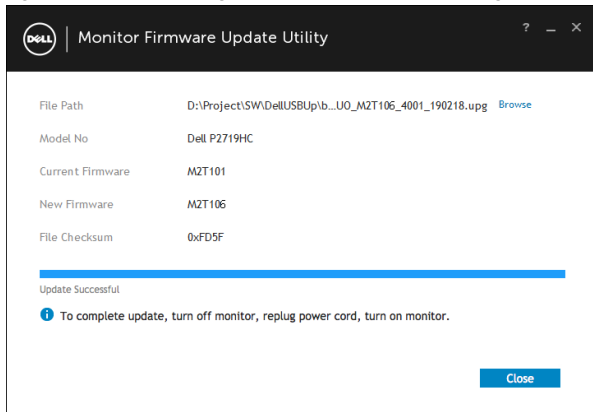 DELL
Monitor Firmware Update Utility
? _ ×
File Path D:\Project\SW\DellUSBUp\b...UO_M2T106_4001_190218.upg Browse
Model No Dell P2719HC
Current Firmware M2T101
New Firmware M2T106
File Checksum 0xFD5F
Update Successful
To complete update, turn off monitor, replug power cord, turn on monitor.
Close